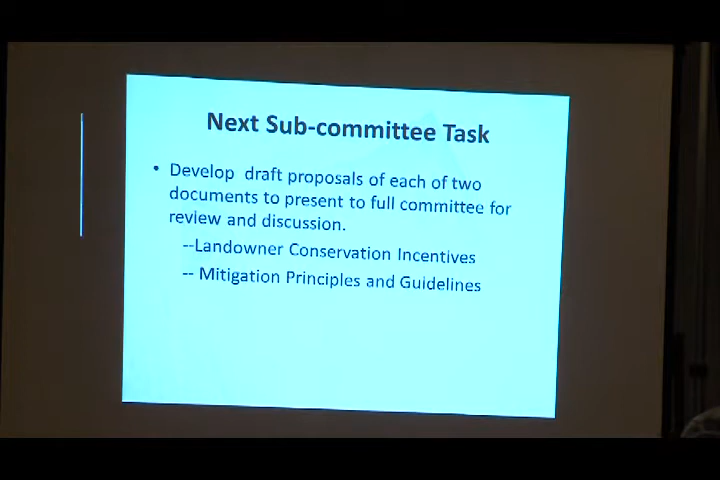 Next Sub-committee Task
• Develop draft proposals of each of two
documents to present to full committee for
review and discussion.
--Landowner Conservation Incentives
-- Mitigation Principles and Guidelines